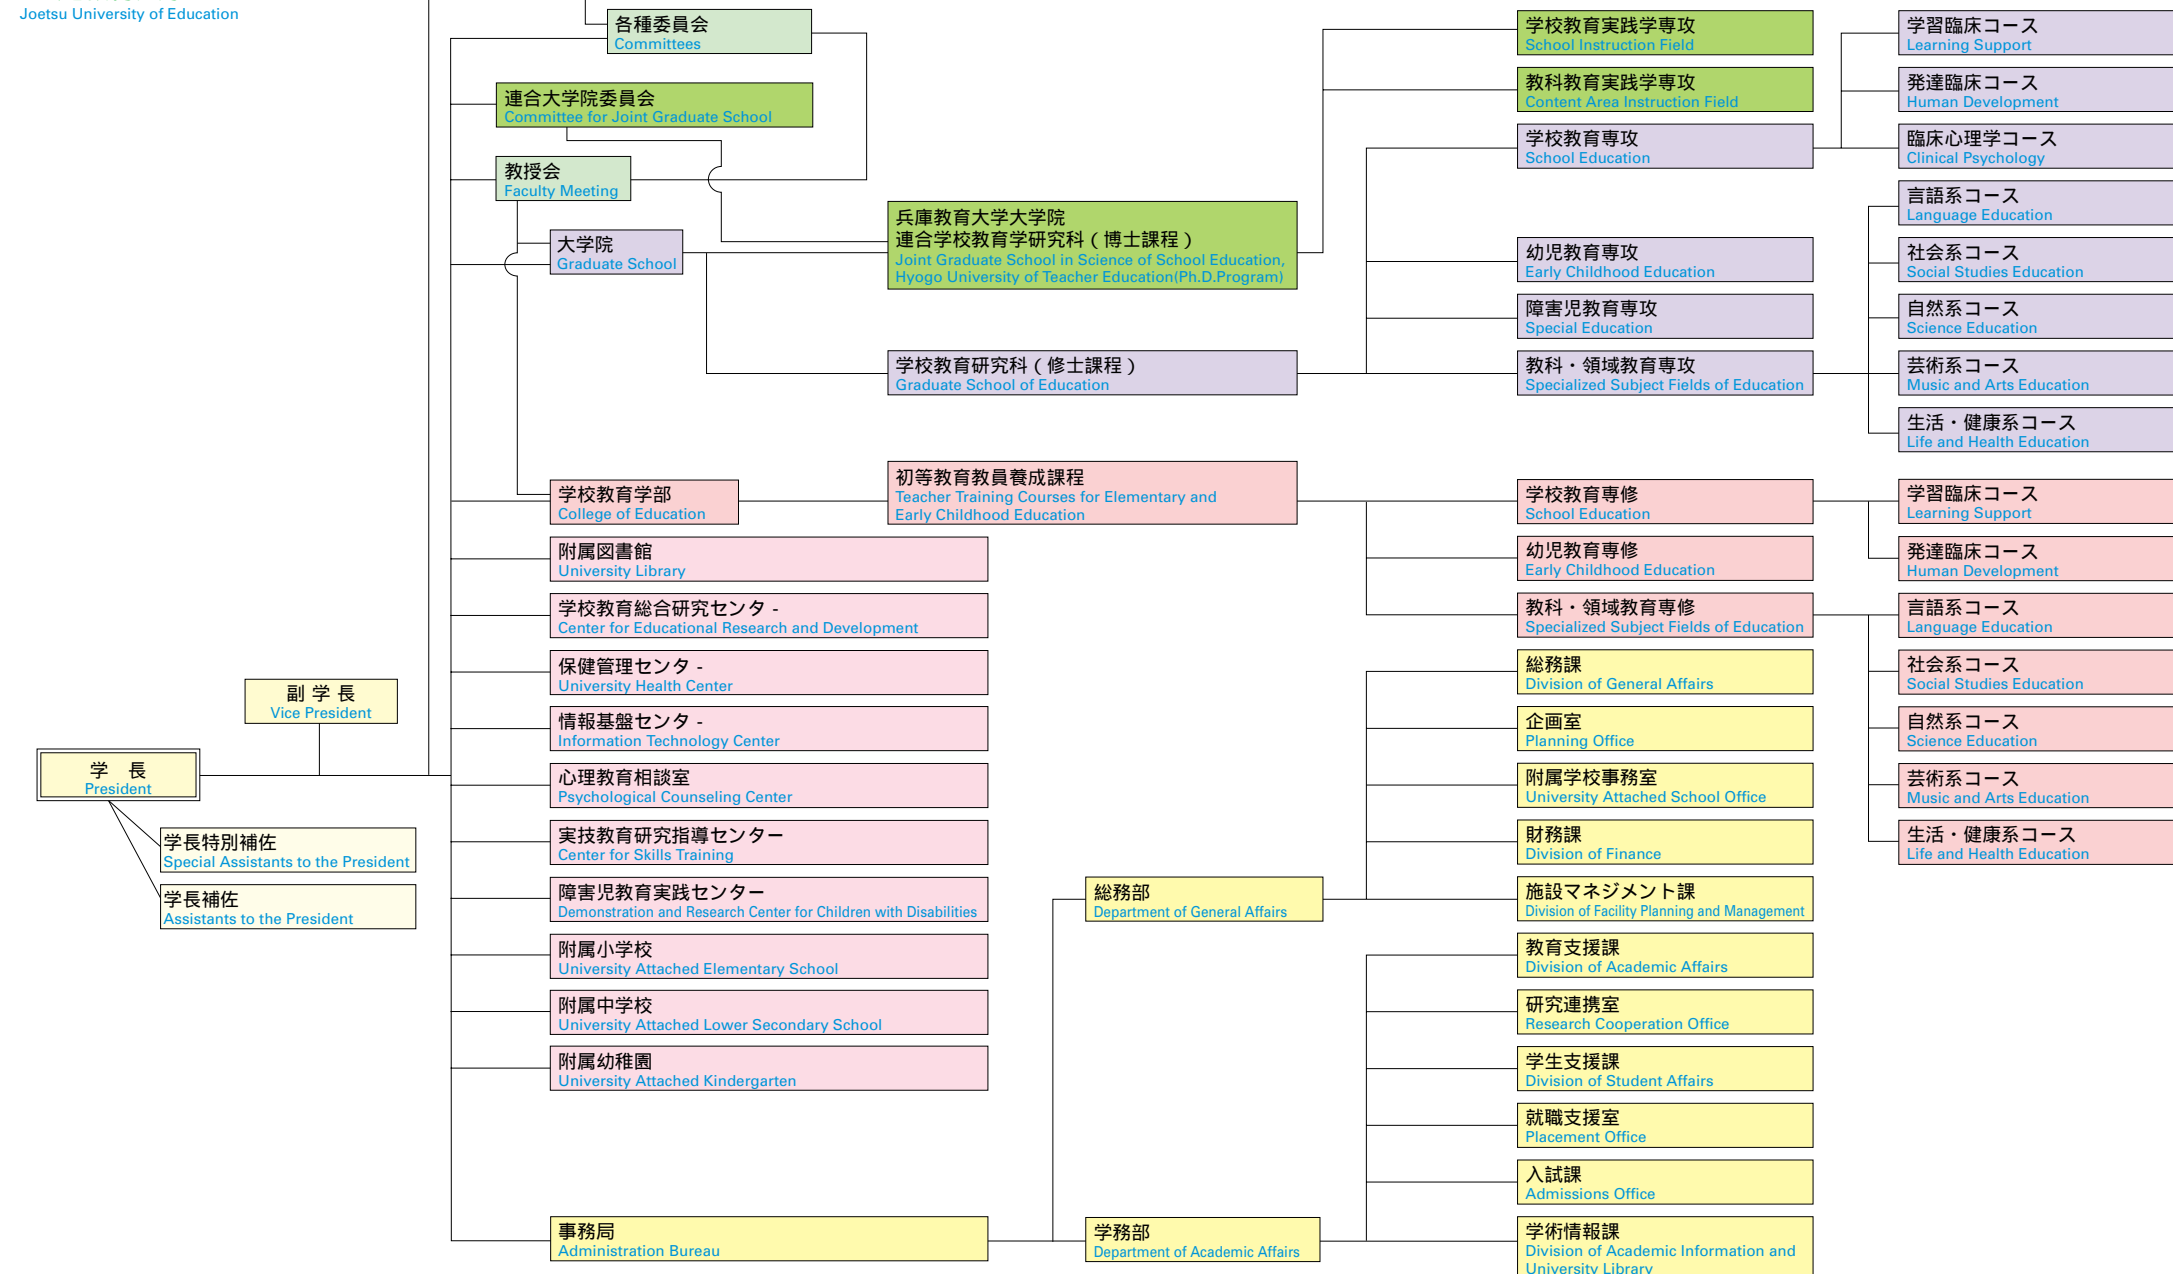 Joetsu University of Education
各種委員会
Committees
連合大学院委員会
Committee for Joint Graduate School
教授会
Faculty Meeting
大学院
Graduate School
兵庫教育大学大学院
連合学校教育学研究科（博士課程）
Joint Graduate School in Science of School Education,
Hyogo University of Teacher Education(Ph.D.Program)
学校教育研究科（修士課程）
Graduate School of Education
学校教育実践学専攻
School Instruction Field
教科教育実践学専攻
Content Area Instruction Field
学校教育専攻
School Education
幼児教育専攻
Early Childhood Education
障害児教育専攻
Special Education
教科・領域教育専攻
Specialized Subject Fields of Education
学習臨床コース
Learning Support
発達臨床コース
Human Development
臨床心理学コース
Clinical Psychology
言語系コース
Language Education
社会系コース
Social Studies Education
自然系コース
Science Education
芸術系コース
Music and Arts Education
生活・健康系コース
Life and Health Education
学校教育学部
College of Education
初等教育教員養成課程
Teacher Training Courses for Elementary and
Early Childhood Education
学校教育専修
School Education
幼児教育専修
Early Childhood Education
教科・領域教育専修
Specialized Subject Fields of Education
学習臨床コース
Learning Support
発達臨床コース
Human Development
言語系コース
Language Education
社会系コース
Social Studies Education
自然系コース
Science Education
芸術系コース
Music and Arts Education
生活・健康系コース
Life and Health Education
附属図書館
University Library
学校教育総合研究センタ-
Center for Educational Research and Development
保健管理センタ-
University Health Center
情報基盤センタ-
Information Technology Center
心理教育相談室
Psychological Counseling Center
実技教育研究指導センター
Center for Skills Training
障害児教育実践センター
Demonstration and Research Center for Children with Disabilities
附属小学校
University Attached Elementary School
附属中学校
University Attached Lower Secondary School
附属幼稚園
University Attached Kindergarten
副 学 長
Vice President
学 長
President
学長特別補佐
Special Assistants to the President
学長補佐
Assistants to the President
事務局
Administration Bureau
総務部
Department of General Affairs
学務部
Department of Academic Affairs
総務課
Division of General Affairs
企画室
Planning Office
附属学校事務室
University Attached School Office
財務課
Division of Finance
施設マネジメント課
Division of Facility Planning and Management
教育支援課
Division of Academic Affairs
研究連携室
Research Cooperation Office
学生支援課
Division of Student Affairs
就職支援室
Placement Office
入試課
Admissions Office
学術情報課
Division of Academic Information and
University Library